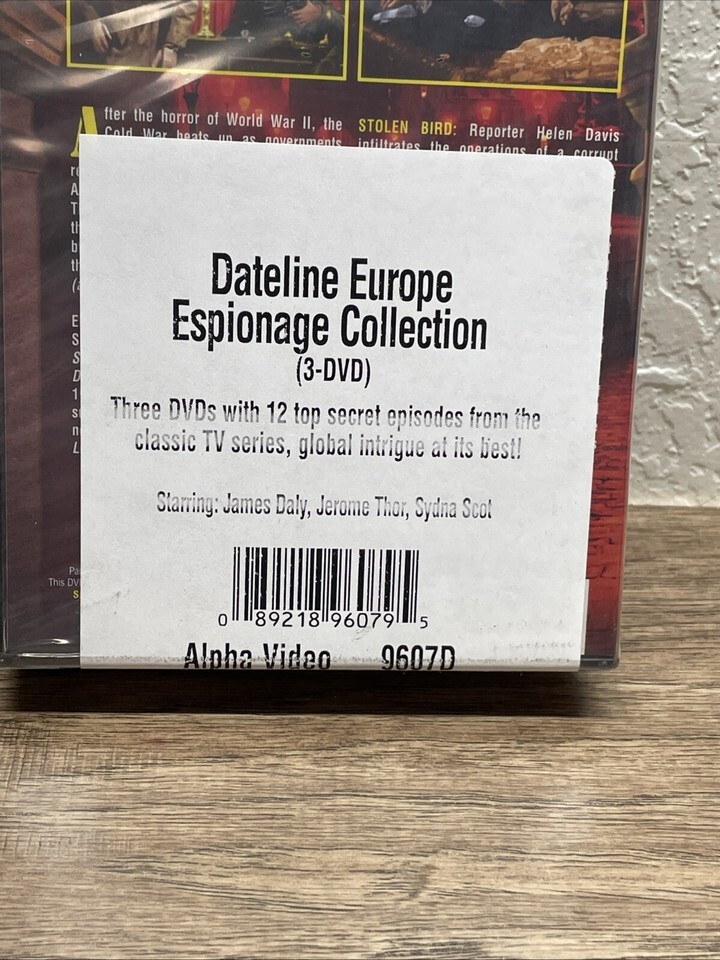 After the horror of World War II, the
Cold War heats up as governments
STOLEN BIRD: Reporter Helen Davis
infiltrates the operations of a corrupt
Dateline Europe
Espionage Collection
(3-DVD)
Three DVDs with 12 top secret episodes from the
classic TV series, global intrigue at its best!
Starring: James Daly, Jerome Thor, Sydna Scot
0 89218 96079 5
Alpha Video 9607D
This DV